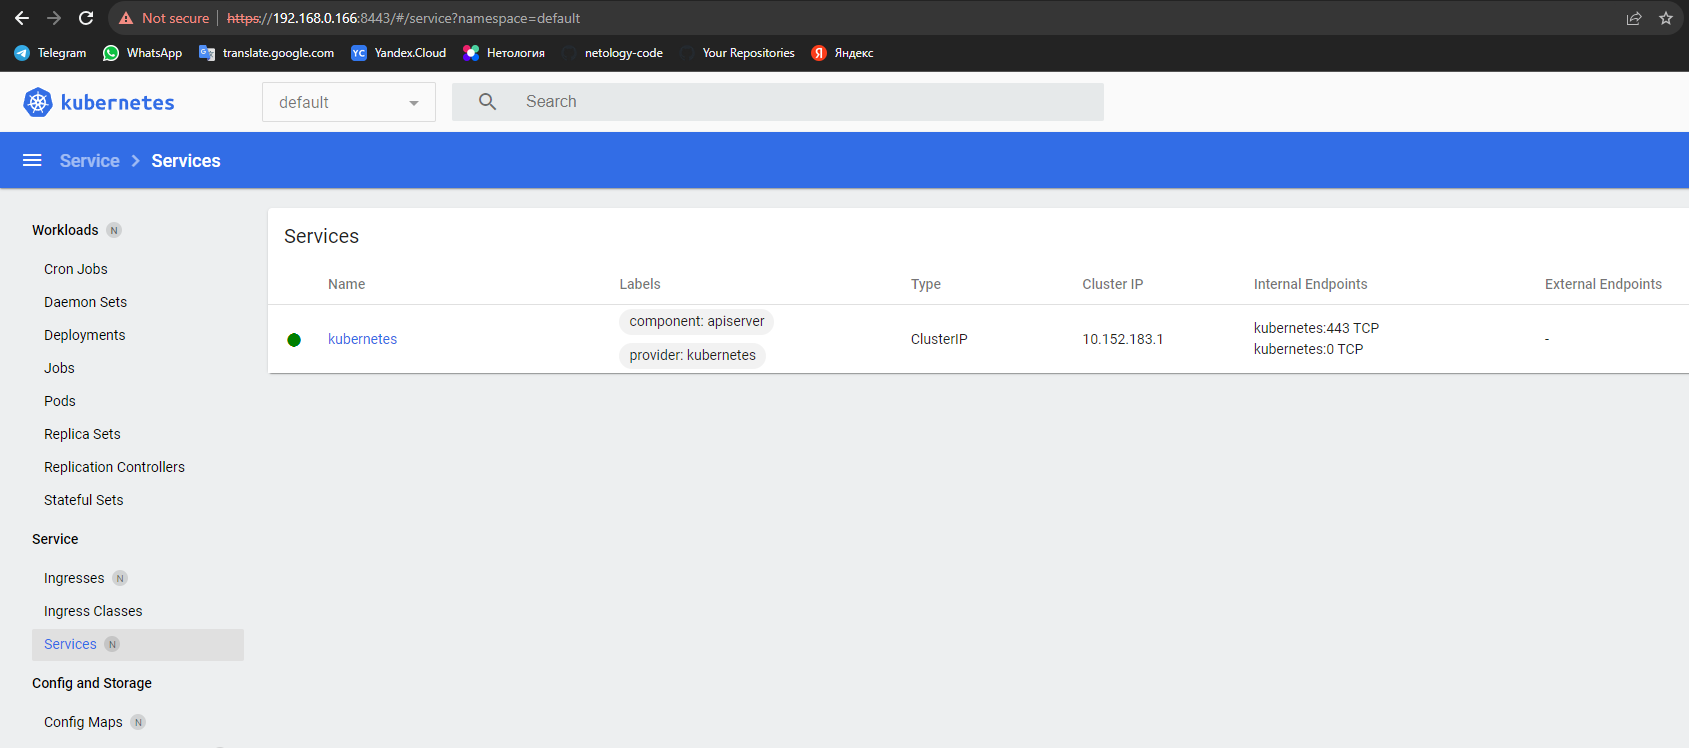 Not secure https://192.168.0.166:8443/#/service?namespace=default
Telegram WhatsApp translate.google.com YC Yandex.Cloud Нетология netology-code Your Repositories Я Яндекс
kubernetes default Search
Service Services
Workloads N
Cron Jobs
Daemon Sets
Deployments
Jobs
Pods
Replica Sets
Replication Controllers
Stateful Sets
Service
Ingresses N
Ingress Classes
Services N
Config and Storage
Config Maps N
Services
Name Labels Type Cluster IP Internal Endpoints External Endpoints
kubernetes component: apiserver provider: kubernetes ClusterIP 10.152.183.1 kubernetes:443 TCP kubernetes:0 TCP -